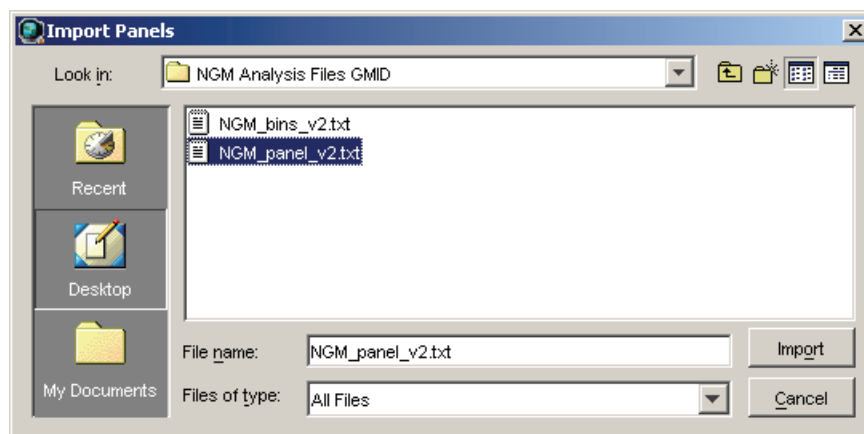 Import Panels
Look in:
NGM Analysis Files GMID
NGM_bins_v2.txt
NGM_panel_v2.txt
Recent
Desktop
My Documents
File name:
NGM_panel_v2.txt
Import
Files of type:
All Files
Cancel